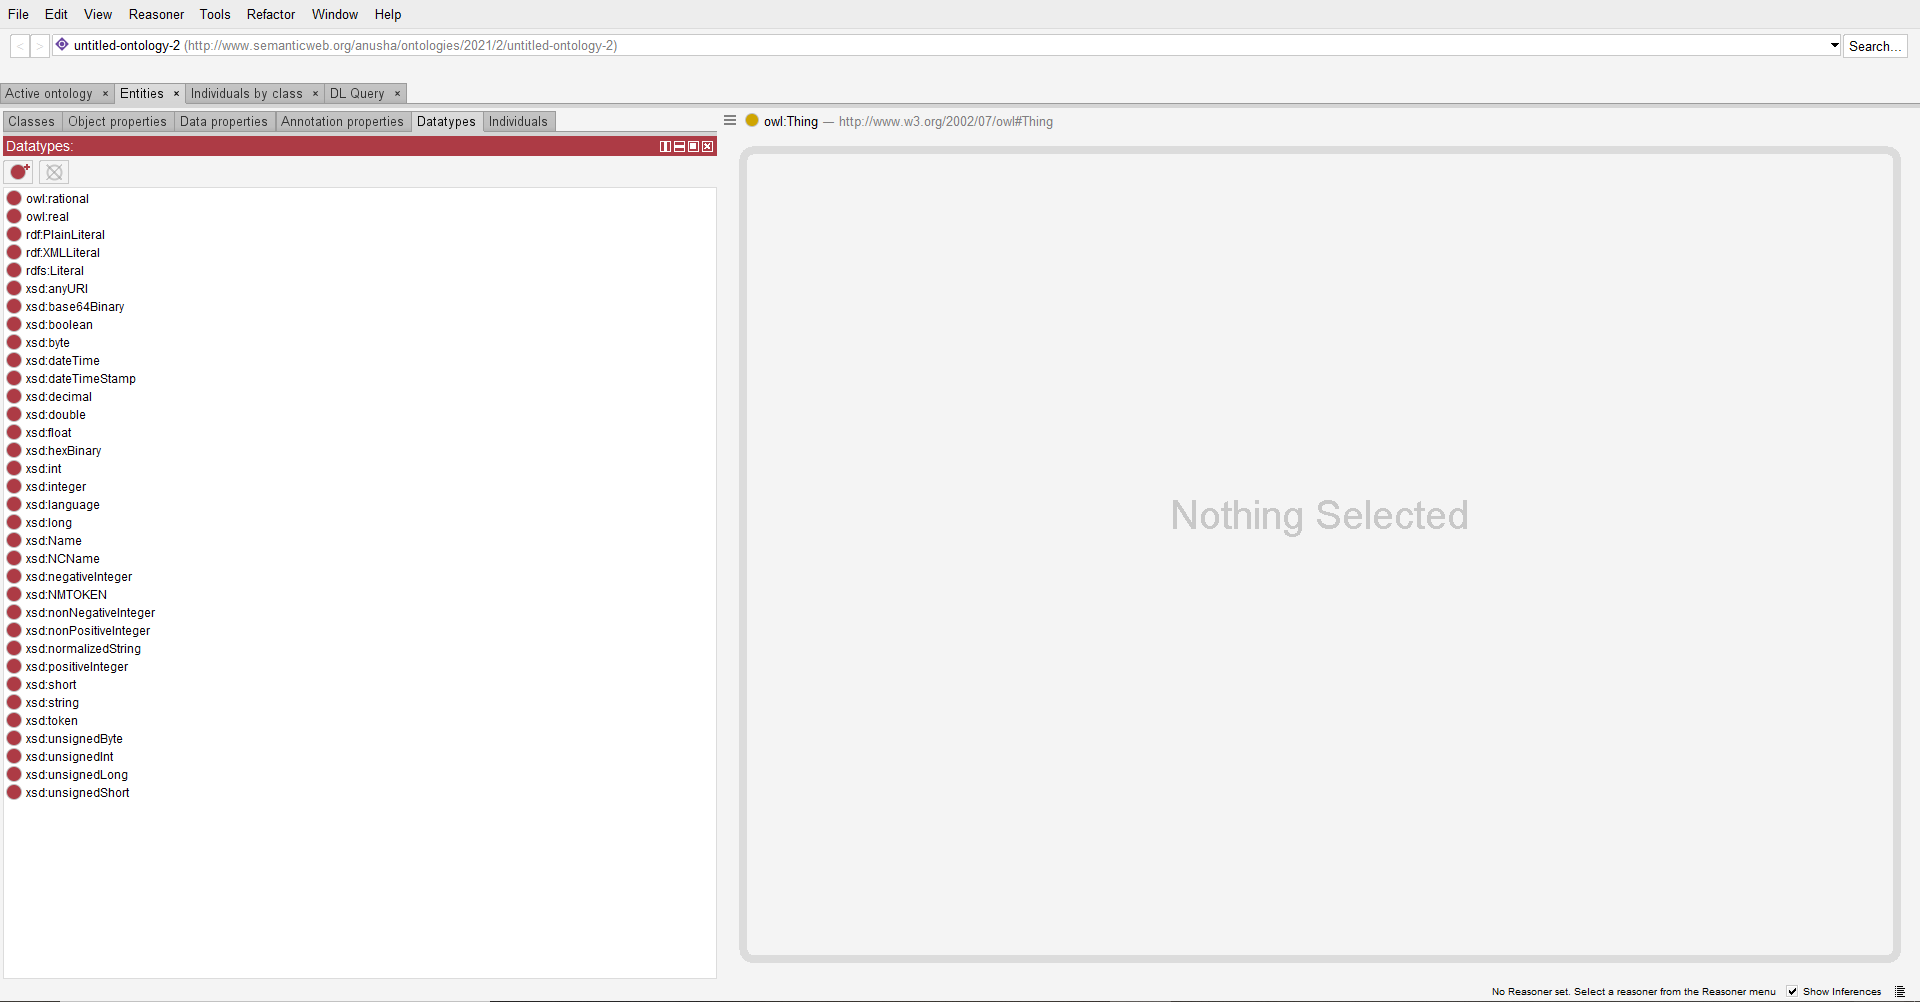 File Edit View Reasoner Tools Refactor Window Help
< > untitled-ontology-2 (http://www.semanticweb.org/anusha/ontologies/2021/2/untitled-ontology-2) Search...
Active ontology × Entities × Individuals by class × DL Query ×
Classes Object properties Data properties Annotation properties Datatypes Individuals
owl:Thing — http://www.w3.org/2002/07/owl#Thing
Datatypes:
owl:rational
owl:real
rdf:PlainLiteral
rdf:XMLLiteral
rdfs:Literal
xsd:anyURI
xsd:base64Binary
xsd:boolean
xsd:byte
xsd:dateTime
xsd:dateTimeStamp
xsd:decimal
xsd:double
xsd:float
xsd:hexBinary
xsd:int
xsd:integer
xsd:language
xsd:long
xsd:Name
xsd:NCName
xsd:negativeInteger
xsd:NMTOKEN
xsd:nonNegativeInteger
xsd:nonPositiveInteger
xsd:normalizedString
xsd:positiveInteger
xsd:short
xsd:string
xsd:token
xsd:unsignedByte
xsd:unsignedInt
xsd:unsignedLong
xsd:unsignedShort
Nothing Selected
No Reasoner set. Select a reasoner from the Reasoner menu Show Inferences